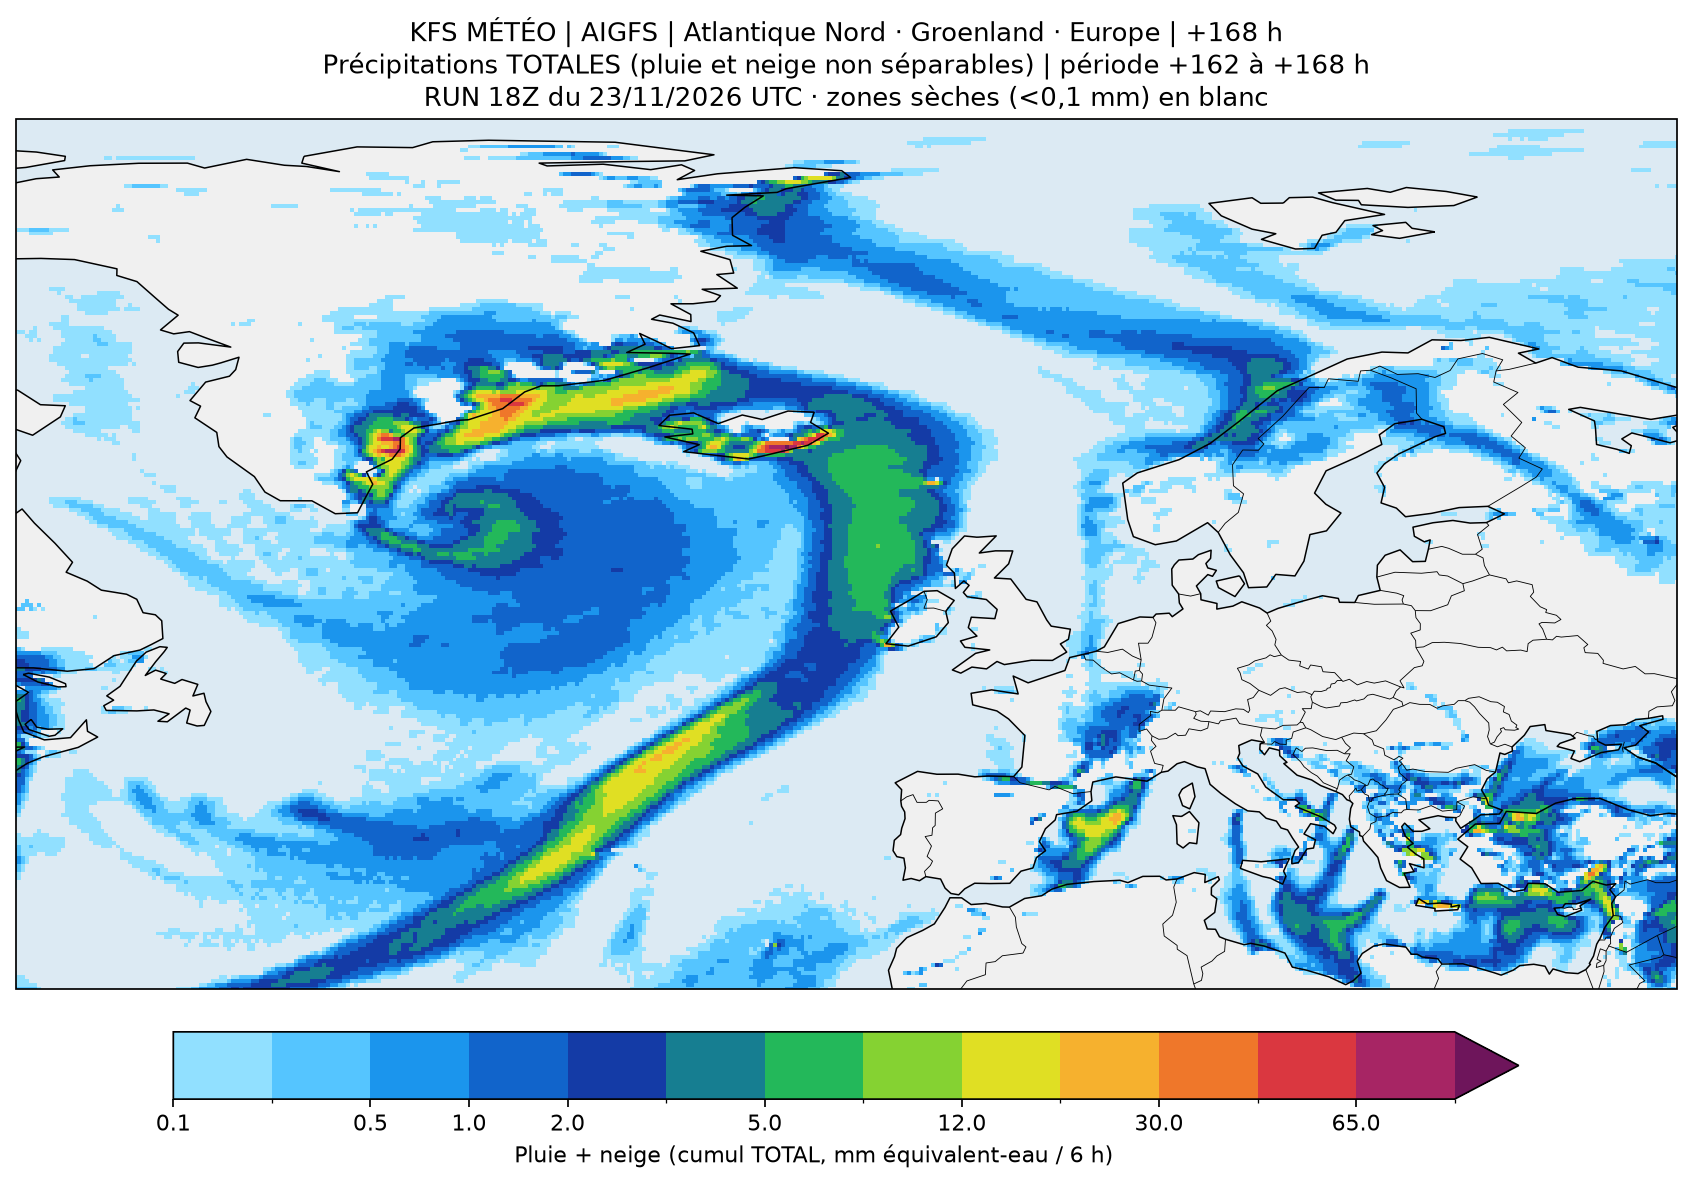 KFS MÉTÉO | AIGFS | Atlantique Nord · Groenland · Europe | +168 h
Précipitations TOTALES (pluie et neige non séparables) | période +162 à +168 h
RUN 18Z du 23/11/2026 UTC · zones sèches (<0,1 mm) en blanc
0.1 0.5 1.0 2.0 5.0 12.0 30.0 65.0
Pluie + neige (cumul TOTAL, mm équivalent-eau / 6 h)